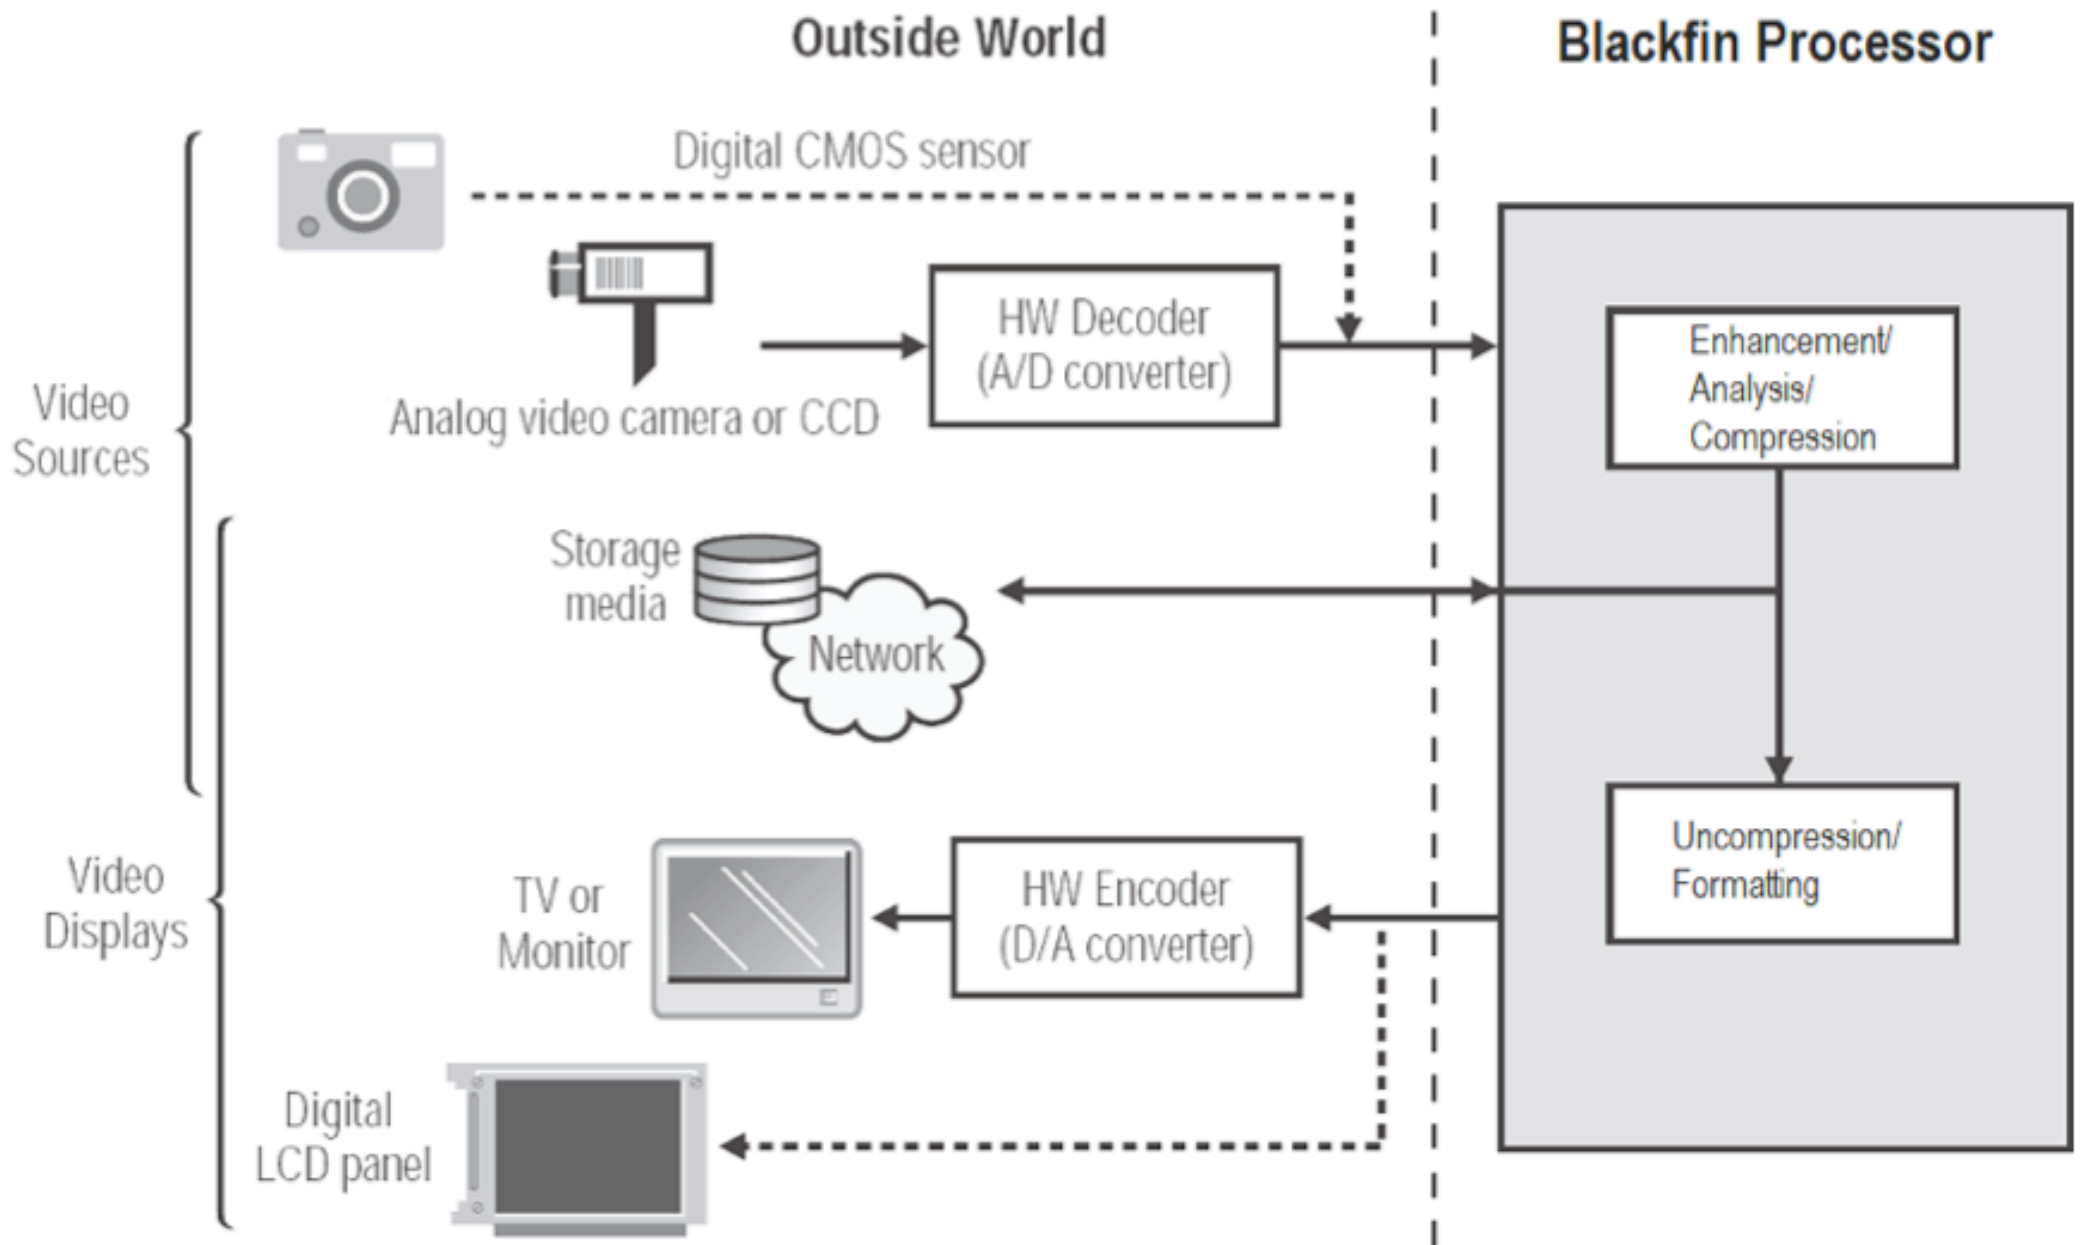 Outside World
Blackfin Processor
Digital CMOS sensor
HW Decoder
(A/D converter)
Enhancement/
Analysis/
Compression
Analog video camera or CCD
Video
Sources
Storage
media
Network
Video
Displays
TV or
Monitor
HW Encoder
(D/A converter)
Uncompression/
Formatting
Digital
LCD panel